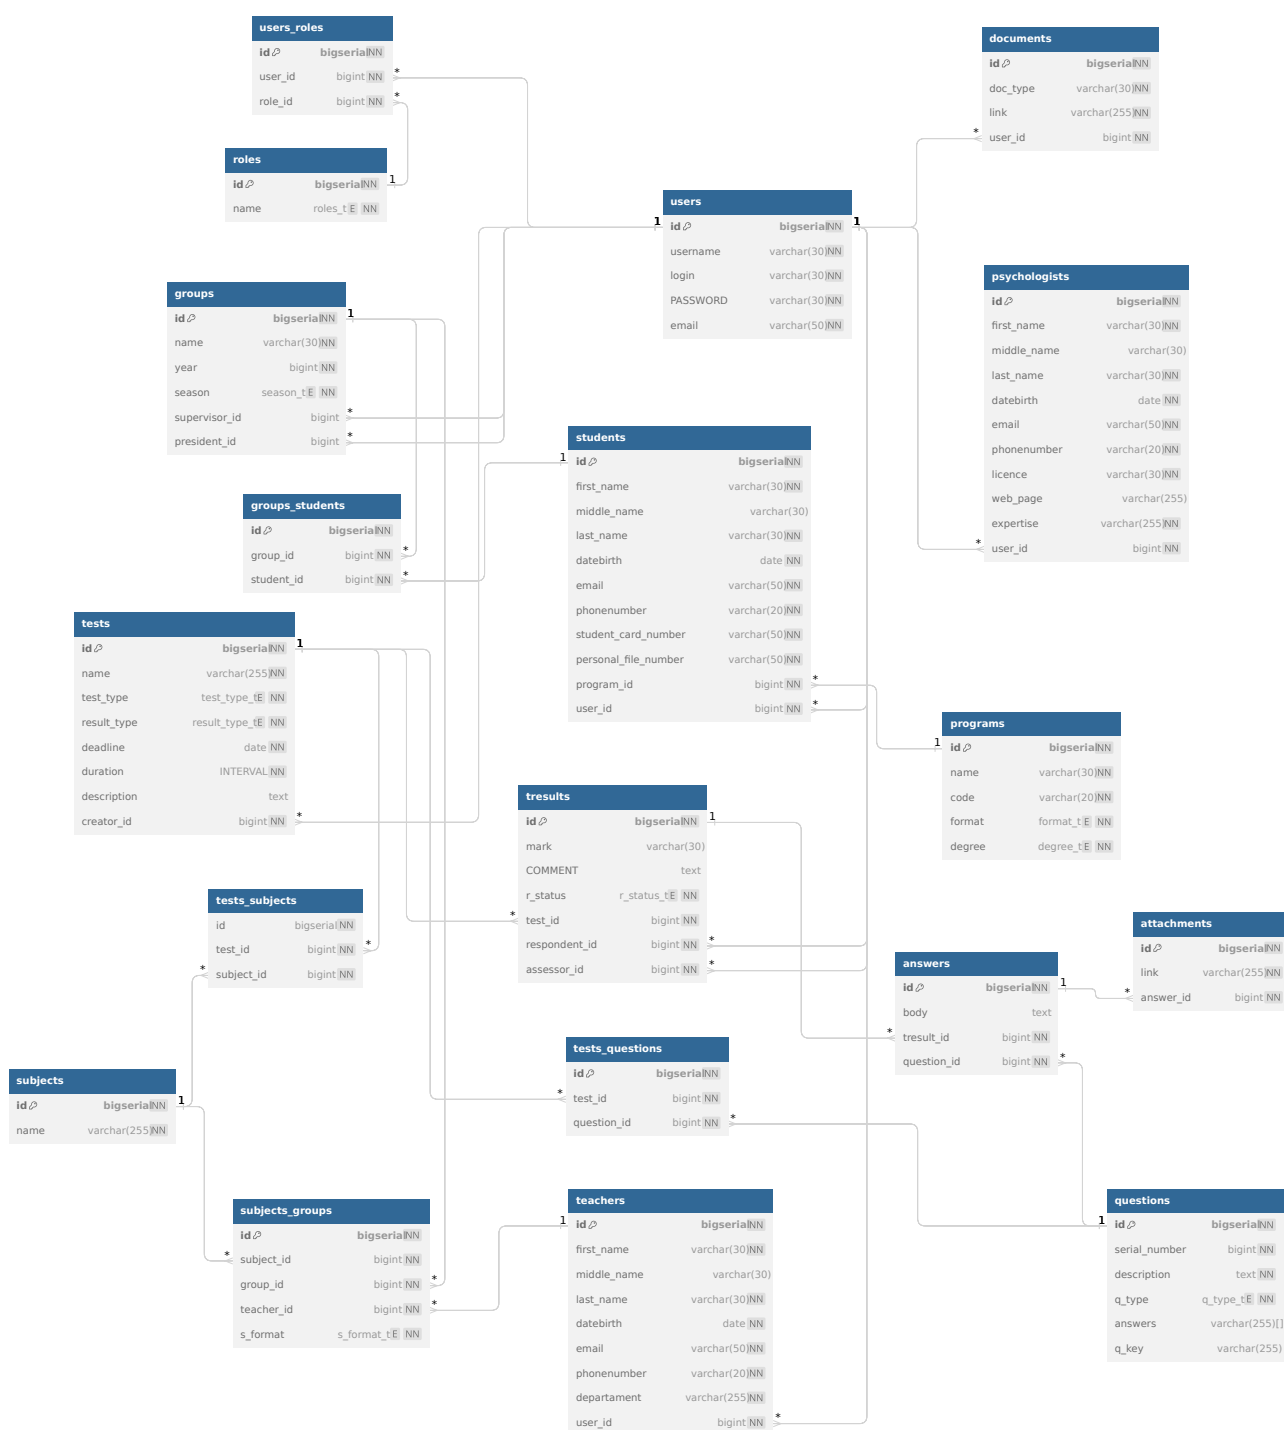 users_roles
id bigserial NN
user_id bigint NN
role_id bigint NN
* *
roles
id bigserial NN
name roles_t E NN
1
documents
id bigserial NN
doc_type varchar(30) NN
link varchar(255) NN
user_id bigint NN
*
users
id bigserial NN
username varchar(30) NN
login varchar(30) NN
PASSWORD varchar(30) NN
email varchar(50) NN
1 1
psychologists
id bigserial NN
first_name varchar(30) NN
middle_name varchar(30)
last_name varchar(30) NN
datebirth date NN
email varchar(50) NN
phonenumber varchar(20) NN
licence varchar(30) NN
web_page varchar(255)
expertise varchar(255) NN
user_id bigint NN
*
groups
id bigserial NN
name varchar(30) NN
year bigint NN
season season_t E NN
supervisor_id bigint
president_id bigint
1 * *
students
id bigserial NN
first_name varchar(30) NN
middle_name varchar(30)
last_name varchar(30) NN
datebirth date NN
email varchar(50) NN
phonenumber varchar(20) NN
student_card_number varchar(50) NN
personal_file_number varchar(50) NN
program_id bigint NN
user_id bigint NN
1 * *
groups_students
id bigserial NN
group_id bigint NN
student_id bigint NN
* *
tests
id bigserial NN
name varchar(255) NN
test_type test_type_t E NN
result_type result_type_t E NN
deadline date NN
duration INTERVAL NN
description text
creator_id bigint NN
1 *
programs
id bigserial NN
name varchar(30) NN
code varchar(20) NN
format format_t E NN
degree degree_t E NN
1
tresults
id bigserial NN
mark varchar(30)
COMMENT text
r_status r_status_t E NN
test_id bigint NN
respondent_id bigint NN
assessor_id bigint NN
1 * * *
tests_subjects
id bigserial NN
test_id bigint NN
subject_id bigint NN
* *
attachments
id bigserial NN
link varchar(255) NN
answer_id bigint NN
*
answers
id bigserial NN
body text
tresult_id bigint NN
question_id bigint NN
1 * *
tests_questions
id bigserial NN
test_id bigint NN
question_id bigint NN
* *
subjects
id bigserial NN
name varchar(255) NN
1
subjects_groups
id bigserial NN
subject_id bigint NN
group_id bigint NN
teacher_id bigint NN
s_format s_format_t E NN
* * *
teachers
id bigserial NN
first_name varchar(30) NN
middle_name varchar(30)
last_name varchar(30) NN
datebirth date NN
email varchar(50) NN
phonenumber varchar(20) NN
departament varchar(255) NN
user_id bigint NN
1 *
questions
id bigserial NN
serial_number bigint NN
description text NN
q_type q_type_t E NN
answers varchar(255)[]
q_key varchar(255)
1